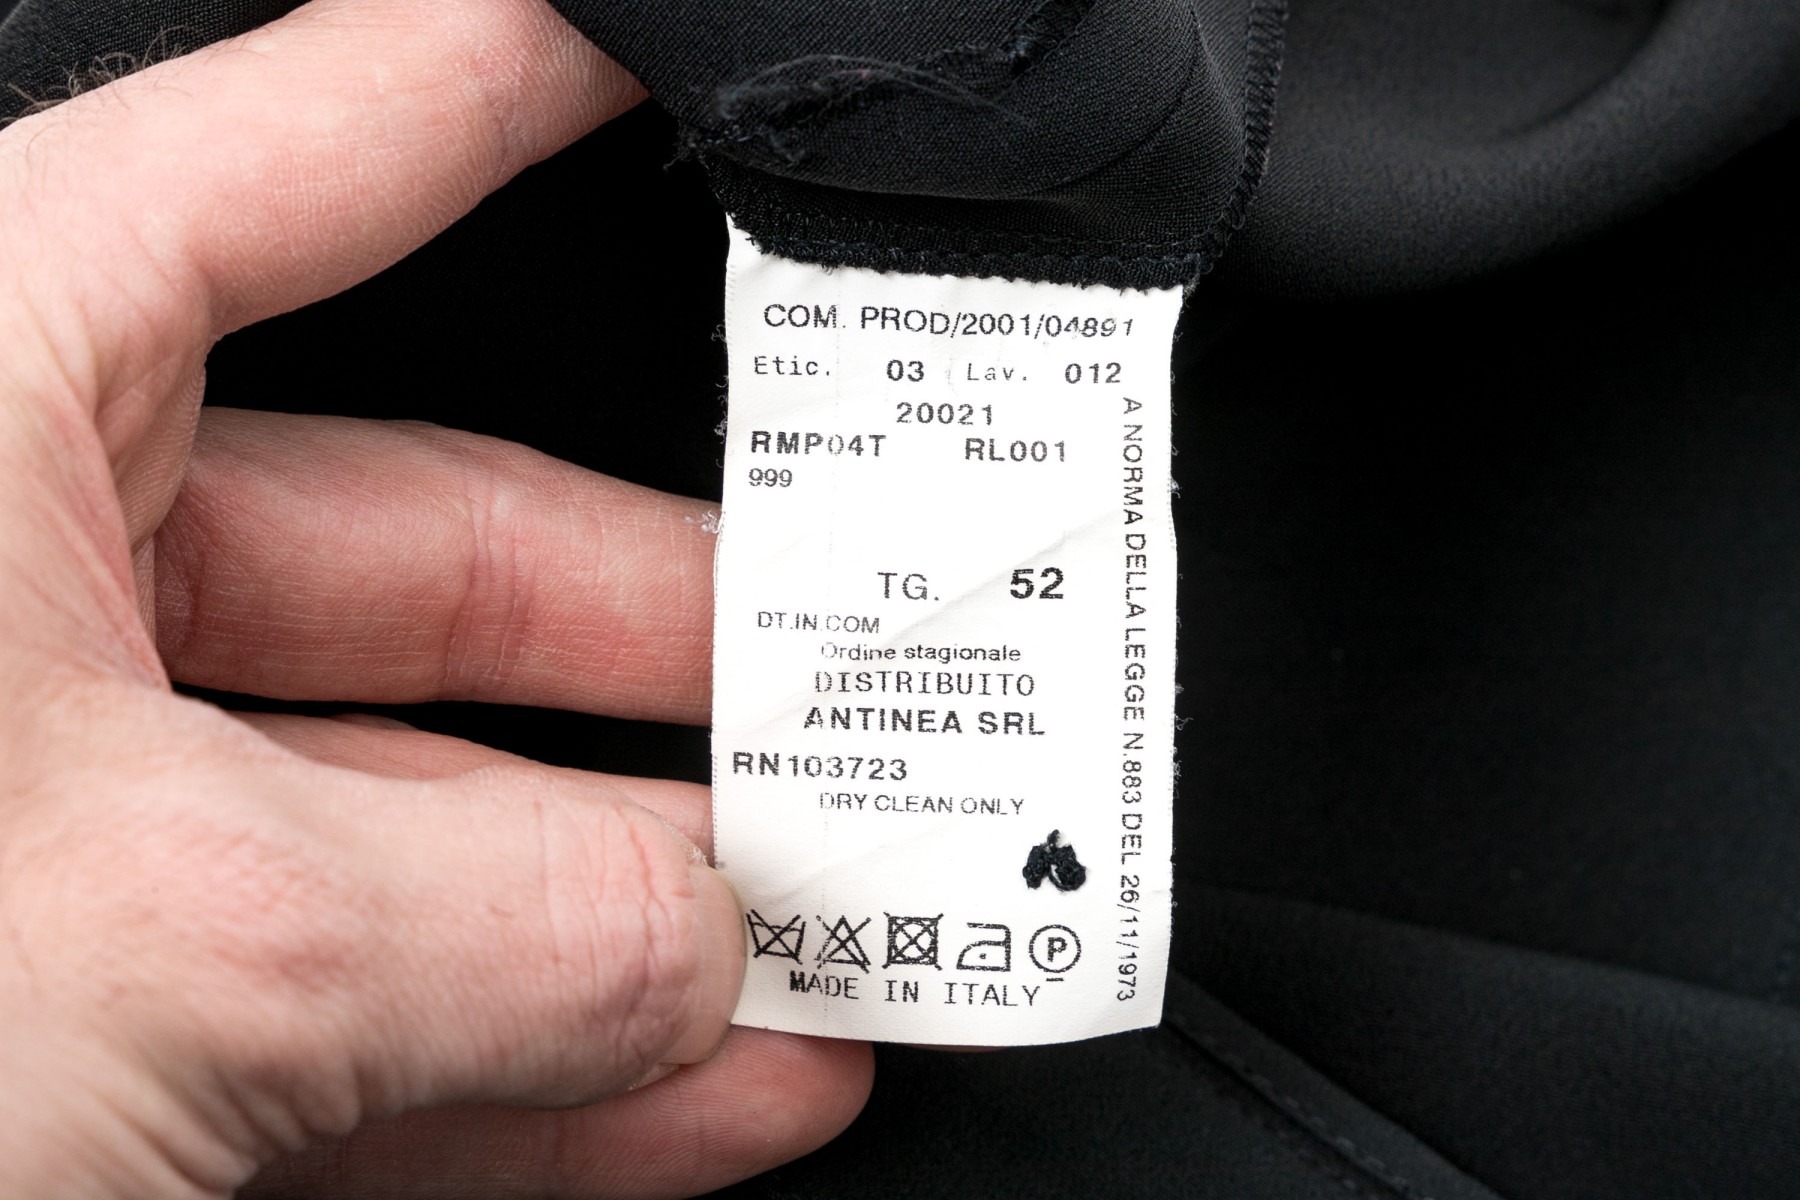 COM. PROD/2001/04891
Etic. 03 Lav. 012
20021
RMP04T RL001
999
TG. 52
DT.IN.COM
Ordine stagionale
DISTRIBUITO
ANTINEA SRL
RN103723
DRY CLEAN ONLY
P
MADE IN ITALY
A NORMA DELLA LEGGE N.883 DEL 26/11/1973